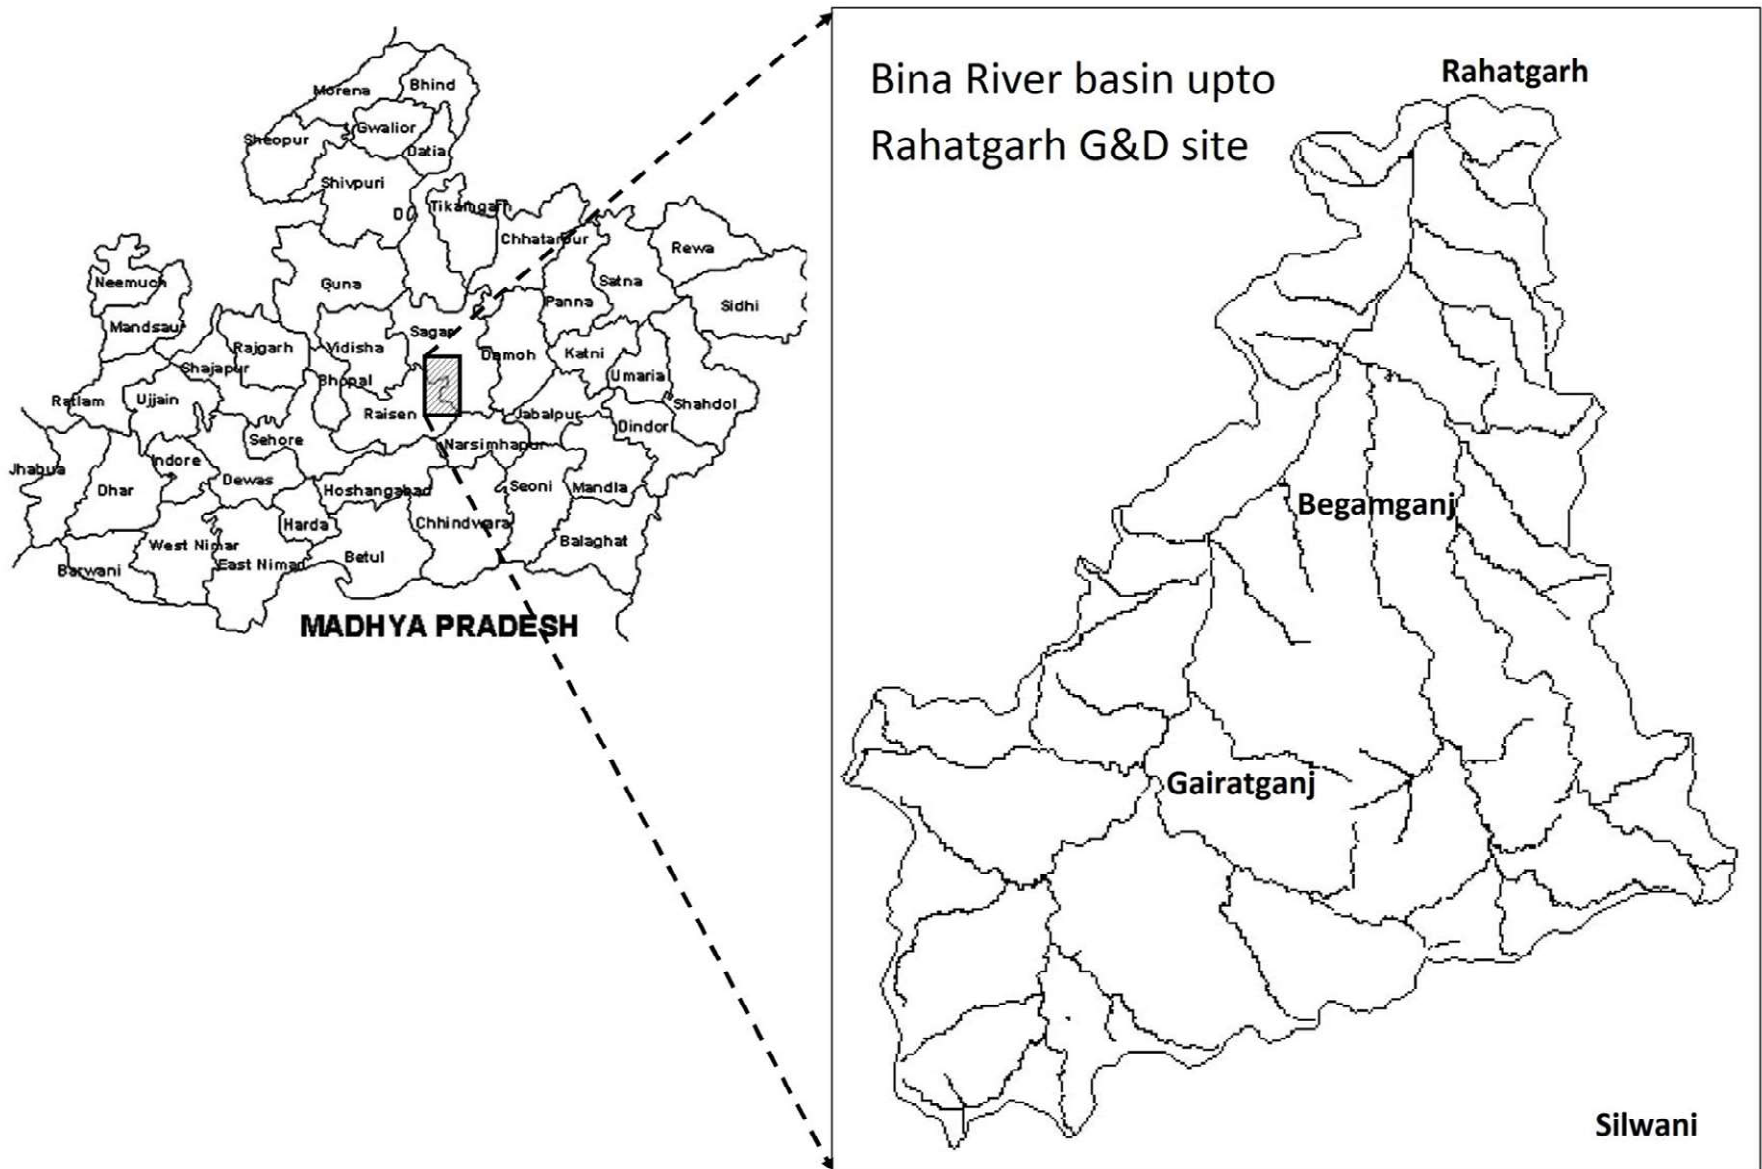 Morena
Bhind
Gwalior
Sheopur
Datia
Shivpuri
Tikamgarh
Chhatarpur
Rewa
Neemuch
Guna
Satna
Panna
Sidhi
Mandsaur
Sagar
Rajgarh
Vidisha
Damoh
Katni
Shajapur
Bhopal
Umaria
Ratlam
Ujjain
Raisen
Jabalpur
Shahdol
Dindori
Sehore
Narsimhapur
Jhabua
Indore
Dewas
Dhar
Hoshangabad
Seoni
Mandla
Harda
Chhindwara
West Nimar
Betul
Balaghat
Barwani
East Nimar
MADHYA PRADESH
Bina River basin upto
Rahatgarh G&D site
Rahatgarh
Begamganj
Gairatganj
Silwani